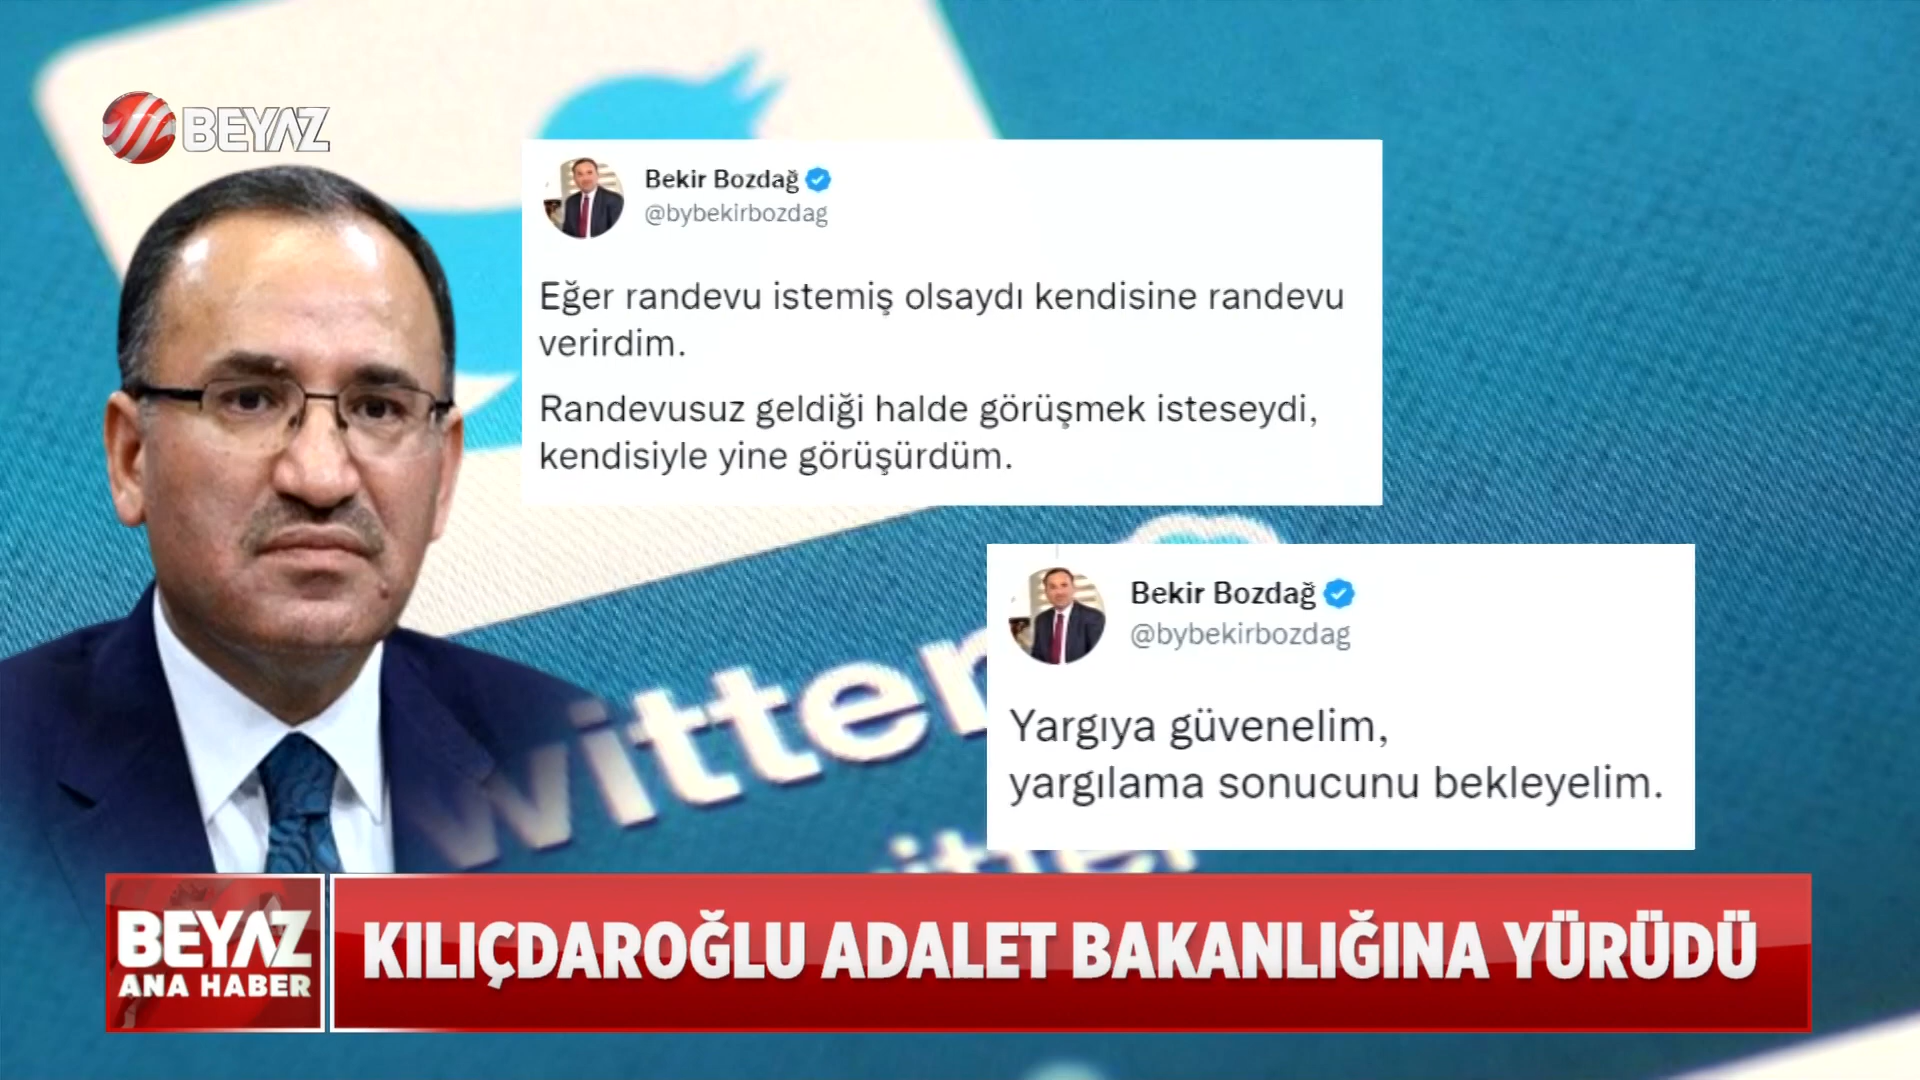 BEYAZ
Bekir Bozdağ
@bybekirbozdag
Eğer randevu istemiş olsaydı kendisine randevu
verirdim.
Randevusuz geldiği halde görüşmek isteseydi,
kendisiyle yine görüşürdüm.
Bekir Bozdağ
@bybekirbozdag
Yargıya güvenelim,
yargılama sonucunu bekleyelim.
witter
BEYAZ
ANA HABER
KILIÇDAROĞLU ADALET BAKANLIĞINA YÜRÜDÜ